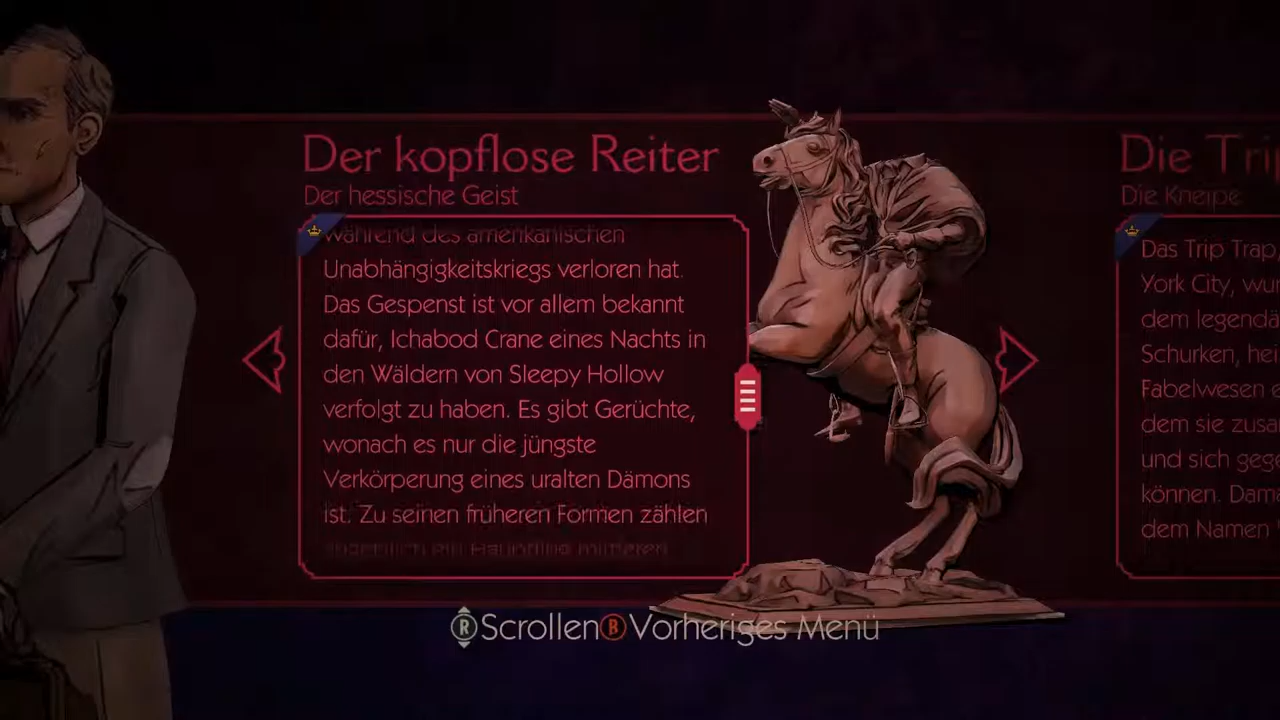 Der kopflose Reiter
Der hessische Geist
während des amerikanischen
Unabhängigkeitskriegs verloren hat.
Das Gespenst ist vor allem bekannt
dafür, Ichabod Crane eines Nachts in
den Wäldern von Sleepy Hollow
verfolgt zu haben. Es gibt Gerüchte,
wonach es nur die jüngste
Verkörperung eines uralten Dämons
ist. Zu seinen früheren Formen zählen
Die Trip
Die Kneipe
Das Trip Trap,
York City, wur
dem legendä
Schurken, hei
Fabelwesen
dem sie zusa
und sich gege
können. Dam
dem Namen
R Scrollen B Vorheriges Menü